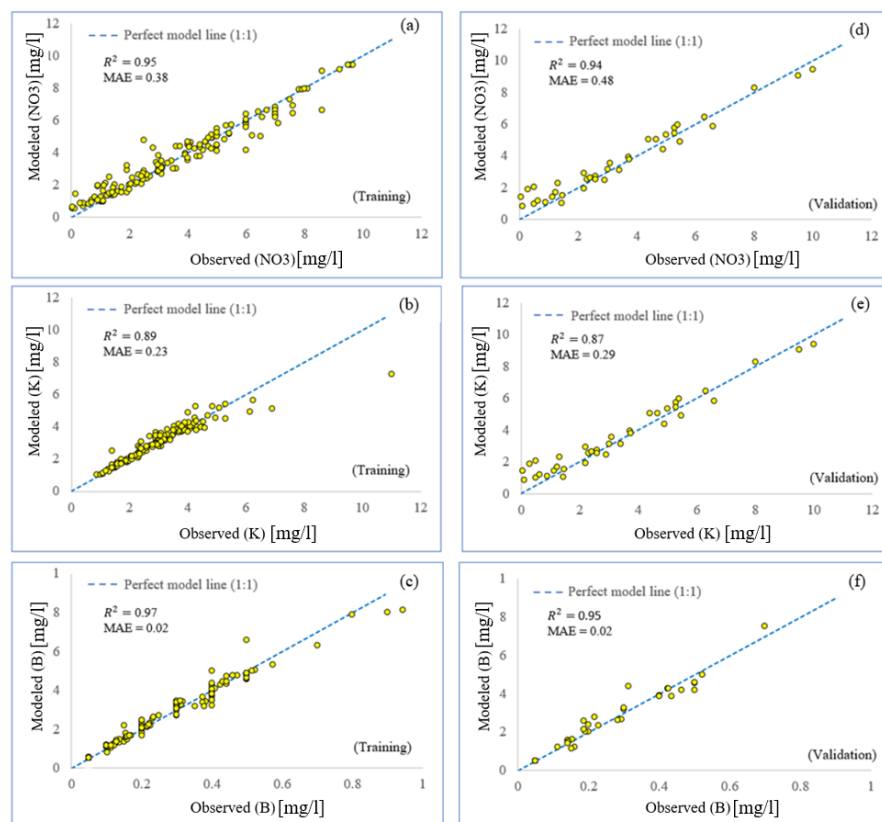 (a)
Perfect model line (1:1)
R² = 0.95
MAE = 0.38
Modeled (NO3) [mg/l]
12
10
8
6
4
2
0
(Training)
0 2 4 6 8 10 12
Observed (NO3) [mg/l]
(d)
Perfect model line (1:1)
R² = 0.94
MAE = 0.48
Modeled (NO3) [mg/l]
12
10
8
6
4
2
0
(Validation)
0 2 4 6 8 10 12
Observed (NO3) [mg/l]
(b)
Perfect model line (1:1)
R² = 0.89
MAE = 0.23
Modeled (K) [mg/l]
12
10
8
6
4
2
0
(Training)
0 2 4 6 8 10 12
Observed (K) [mg/l]
(e)
Perfect model line (1:1)
R² = 0.87
MAE = 0.29
Modeled (K) [mg/l]
12
10
8
6
4
2
0
(Validation)
0 2 4 6 8 10 12
Observed (K) [mg/l]
(c)
Perfect model line (1:1)
R² = 0.97
MAE = 0.02
Modeled (B) [mg/l]
1
8
6
4
2
0
(Training)
0 0.2 0.4 0.6 0.8 1
Observed (B) [mg/l]
(f)
Perfect model line (1:1)
R² = 0.95
MAE = 0.02
Modeled (B) [mg/l]
1
8
6
4
2
0
(Validation)
0 0.2 0.4 0.6 0.8 1
Observed (B) [mg/l]